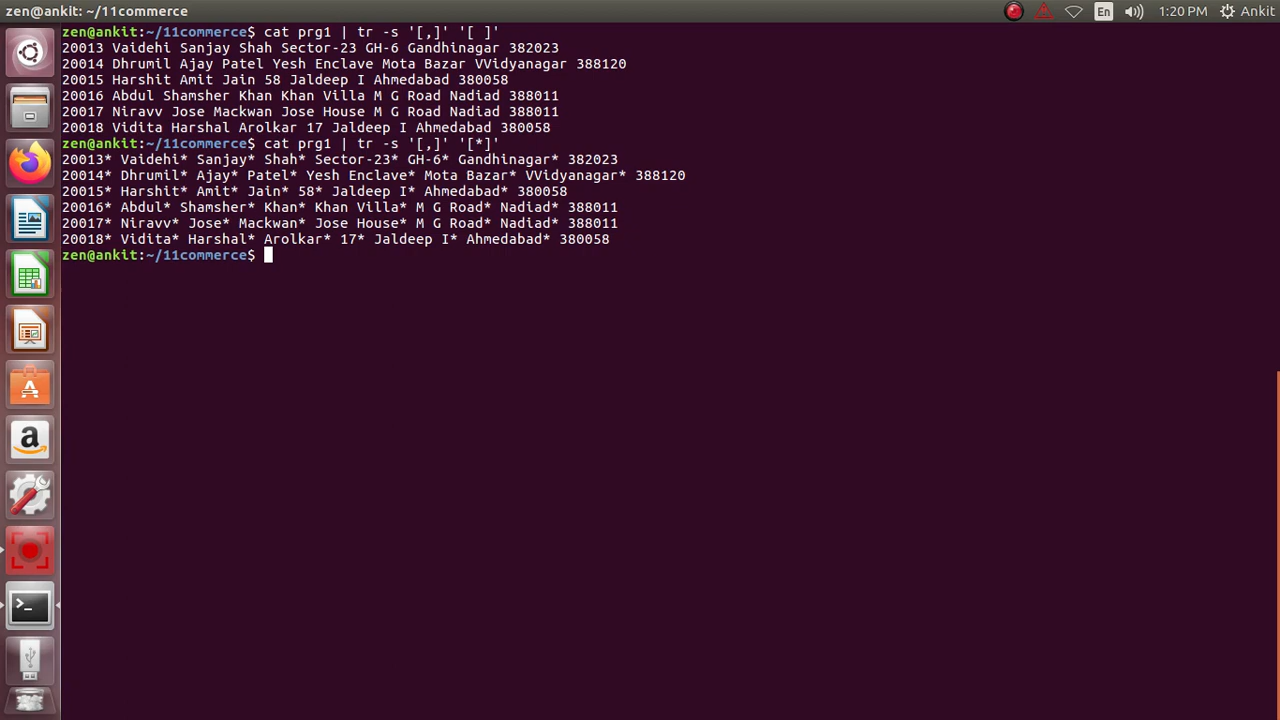 zen@ankit: ~/11commerce
En
1:20 PM
Ankit
zen@ankit:~/11commerce$ cat prg1 | tr -s '[,]' '[ ]'
20013 Vaidehi Sanjay Shah Sector-23 GH-6 Gandhinagar 382023
20014 Dhrumil Ajay Patel Yesh Enclave Mota Bazar VVidyanagar 388120
20015 Harshit Amit Jain 58 Jaldeep I Ahmedabad 380058
20016 Abdul Shamsher Khan Khan Villa M G Road Nadiad 388011
20017 Niravv Jose Mackwan Jose House M G Road Nadiad 388011
20018 Vidita Harshal Arolkar 17 Jaldeep I Ahmedabad 380058
zen@ankit:~/11commerce$ cat prg1 | tr -s '[,]' '[*]'
20013* Vaidehi* Sanjay* Shah* Sector-23* GH-6* Gandhinagar* 382023
20014* Dhrumil* Ajay* Patel* Yesh Enclave* Mota Bazar* VVidyanagar* 388120
20015* Harshit* Amit* Jain* 58* Jaldeep I* Ahmedabad* 380058
20016* Abdul* Shamsher* Khan* Khan Villa* M G Road* Nadiad* 388011
20017* Niravv* Jose* Mackwan* Jose House* M G Road* Nadiad* 388011
20018* Vidita* Harshal* Arolkar* 17* Jaldeep I* Ahmedabad* 380058
zen@ankit:~/11commerce$